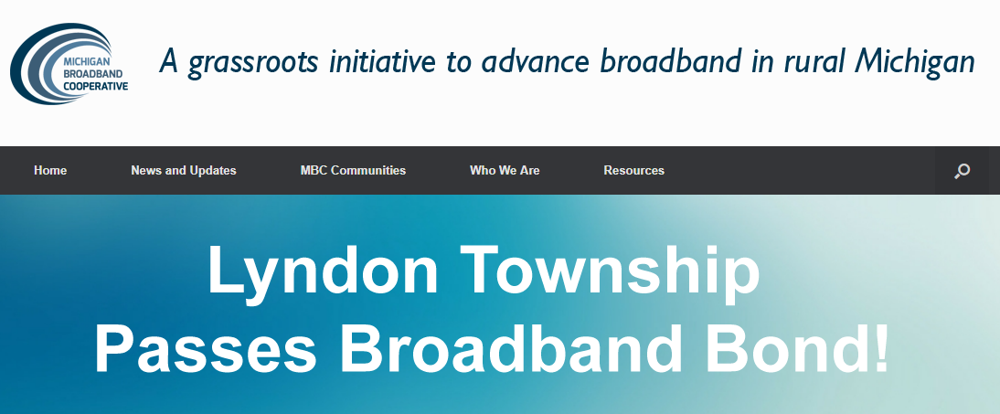 MICHIGAN
BROADBAND
COOPERATIVE
A grassroots initiative to advance broadband in rural Michigan
Home News and Updates MBC Communities Who We Are Resources
Lyndon Township
Passes Broadband Bond!